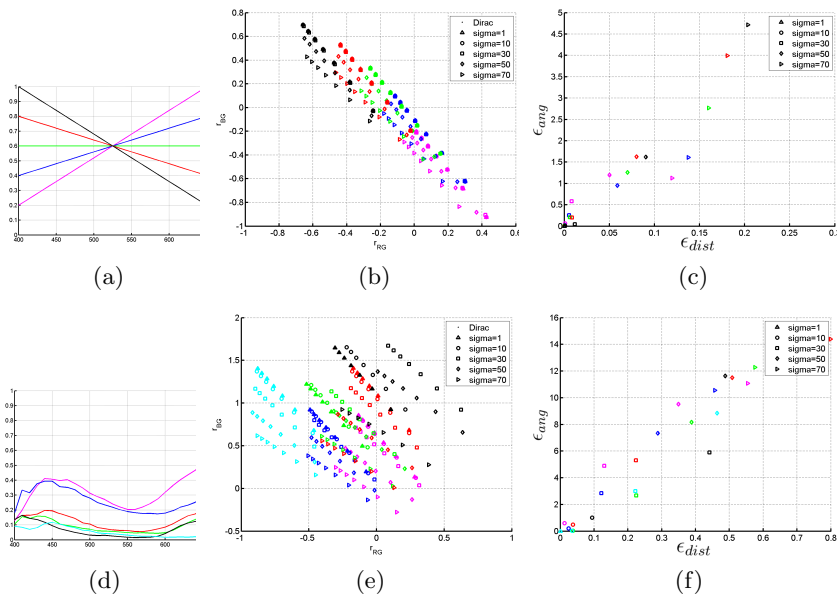 1
0.9
0.8
0.7
0.6
0.5
0.4
0.3
0.2
0.1
0
400 450 500 550 600
(a)
0.8
0.6
0.4
0.2
0
-0.2
-0.4
-0.6
-0.8
-1
r_BG
-0.8 -0.6 -0.4 -0.2 0 0.2 0.4 0.6
r_RG
Dirac
sigma=1
sigma=10
sigma=30
sigma=50
sigma=70
(b)
5
4.5
4
3.5
3
2.5
2
1.5
1
0.5
0
ϵ_ang
0 0.05 0.1 0.15 0.2 0.25 0.3
ϵ_dist
sigma=1
sigma=10
sigma=30
sigma=50
sigma=70
(c)
1
0.9
0.8
0.7
0.6
0.5
0.4
0.3
0.2
0.1
0
400 450 500 550 600
(d)
2
1.5
1
0.5
0
-0.5
r_BG
-1 -0.5 0 0.5 1
r_RG
Dirac
sigma=1
sigma=10
sigma=30
sigma=50
sigma=70
(e)
16
14
12
10
8
6
4
2
0
ϵ_ang
0 0.1 0.2 0.3 0.4 0.5 0.6 0.7 0.8
ϵ_dist
sigma=1
sigma=10
sigma=30
sigma=50
sigma=70
(f)